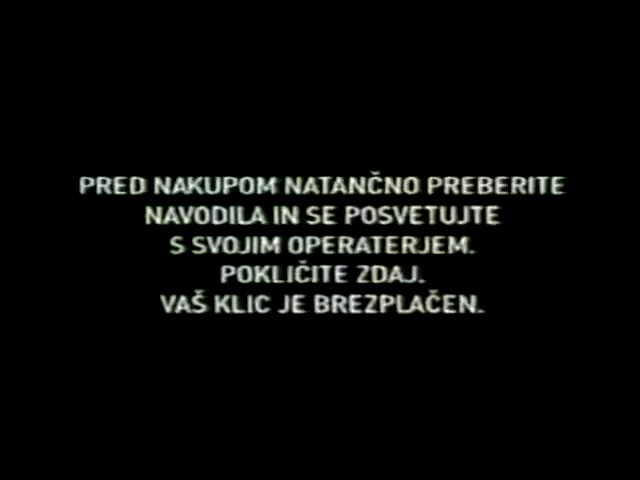 PRED NAKUPOM NATANČNO PREBERITE
NAVODILA IN SE POSVETUJTE
S SVOJIM OPERATERJEM.
POKLIČITE ZDAJ.
VAŠ KLIC JE BREZPLAČEN.